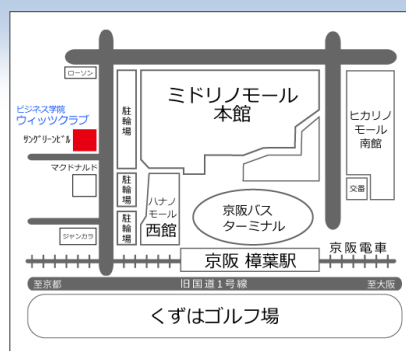 ローソン
ビジネス学院
ウィッツクラブ
サングリーンビル
マクドナルド
ジャンカラ
駐輪場
駐輪場
駐輪場
ミドリノモール
本館
ハナノ
モール
西館
京阪バス
ターミナル
ヒカリノ
モール
南館
交番
京阪 樟葉駅
京阪電車
至京都
旧国道1号線
至大阪
くずはゴルフ場